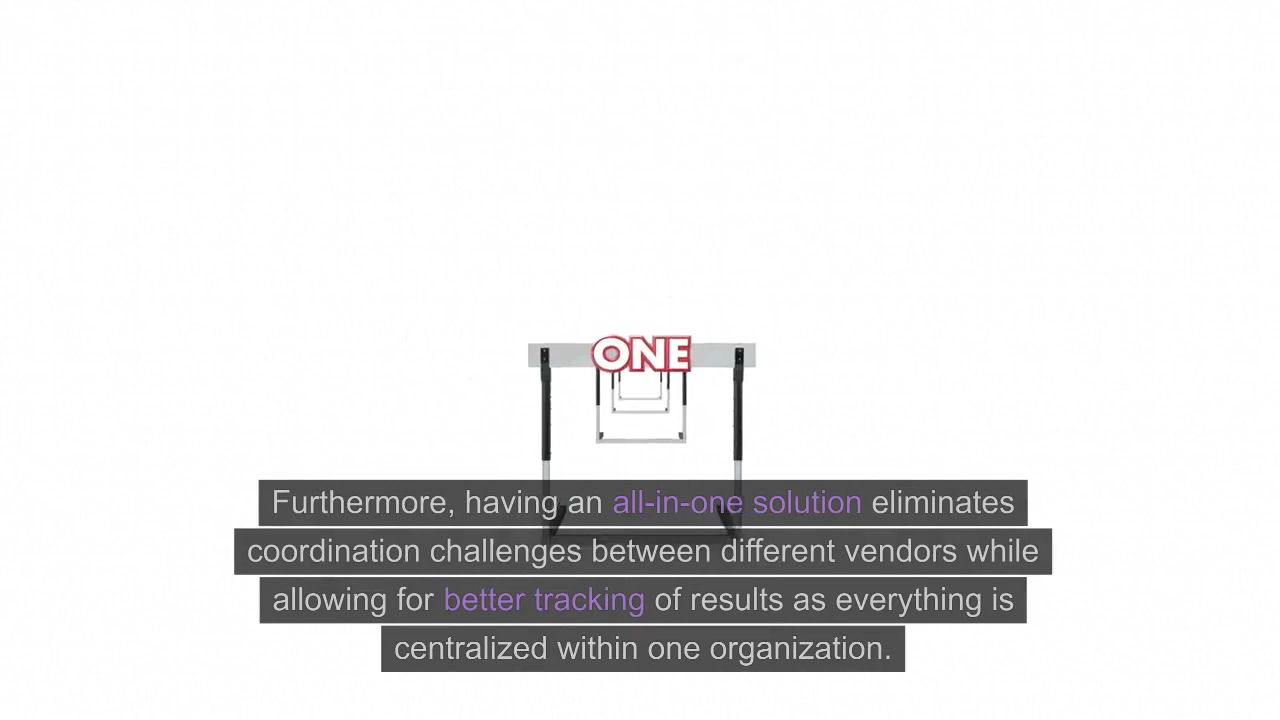 ONE
Furthermore, having an all-in-one solution eliminates
coordination challenges between different vendors while
allowing for better tracking of results as everything is
centralized within one organization.